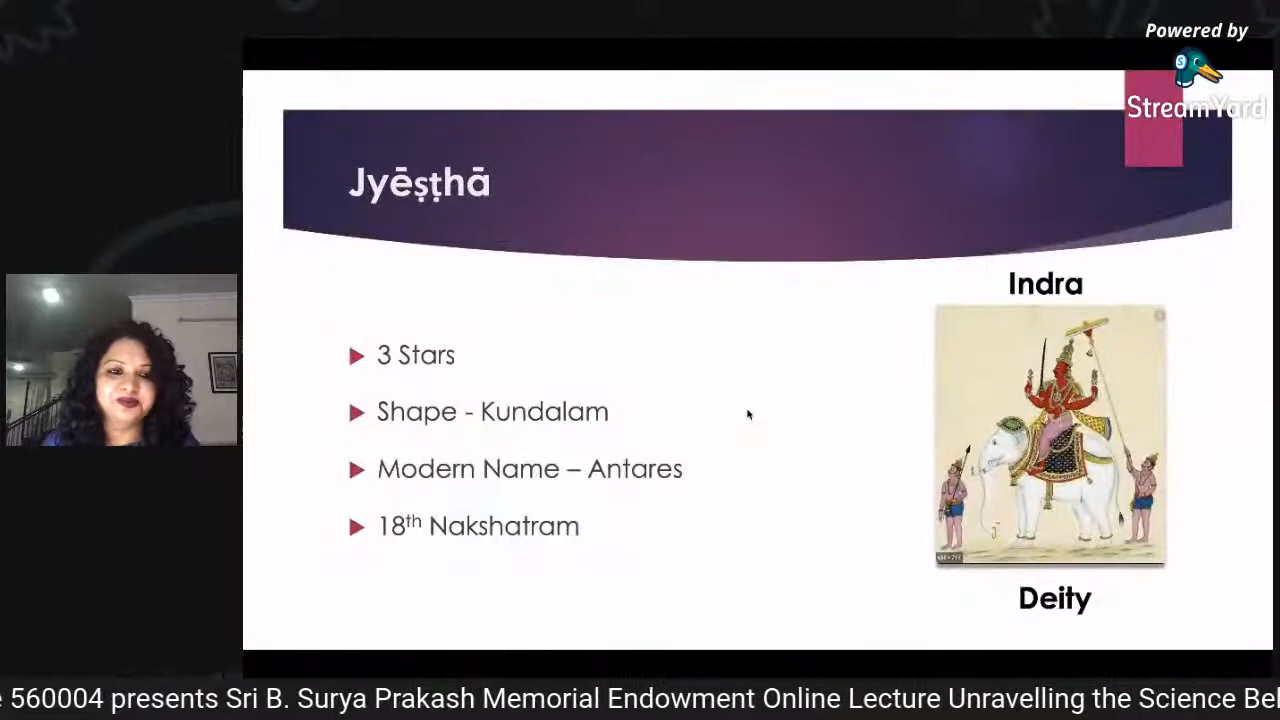 Powered by
StreamYard
Jyēṣṭhā
Indra
3 Stars
Shape - Kundalam
Modern Name – Antares
18th Nakshatram
Deity
560004 presents Sri B. Surya Prakash Memorial Endowment Online Lecture Unravelling the Science